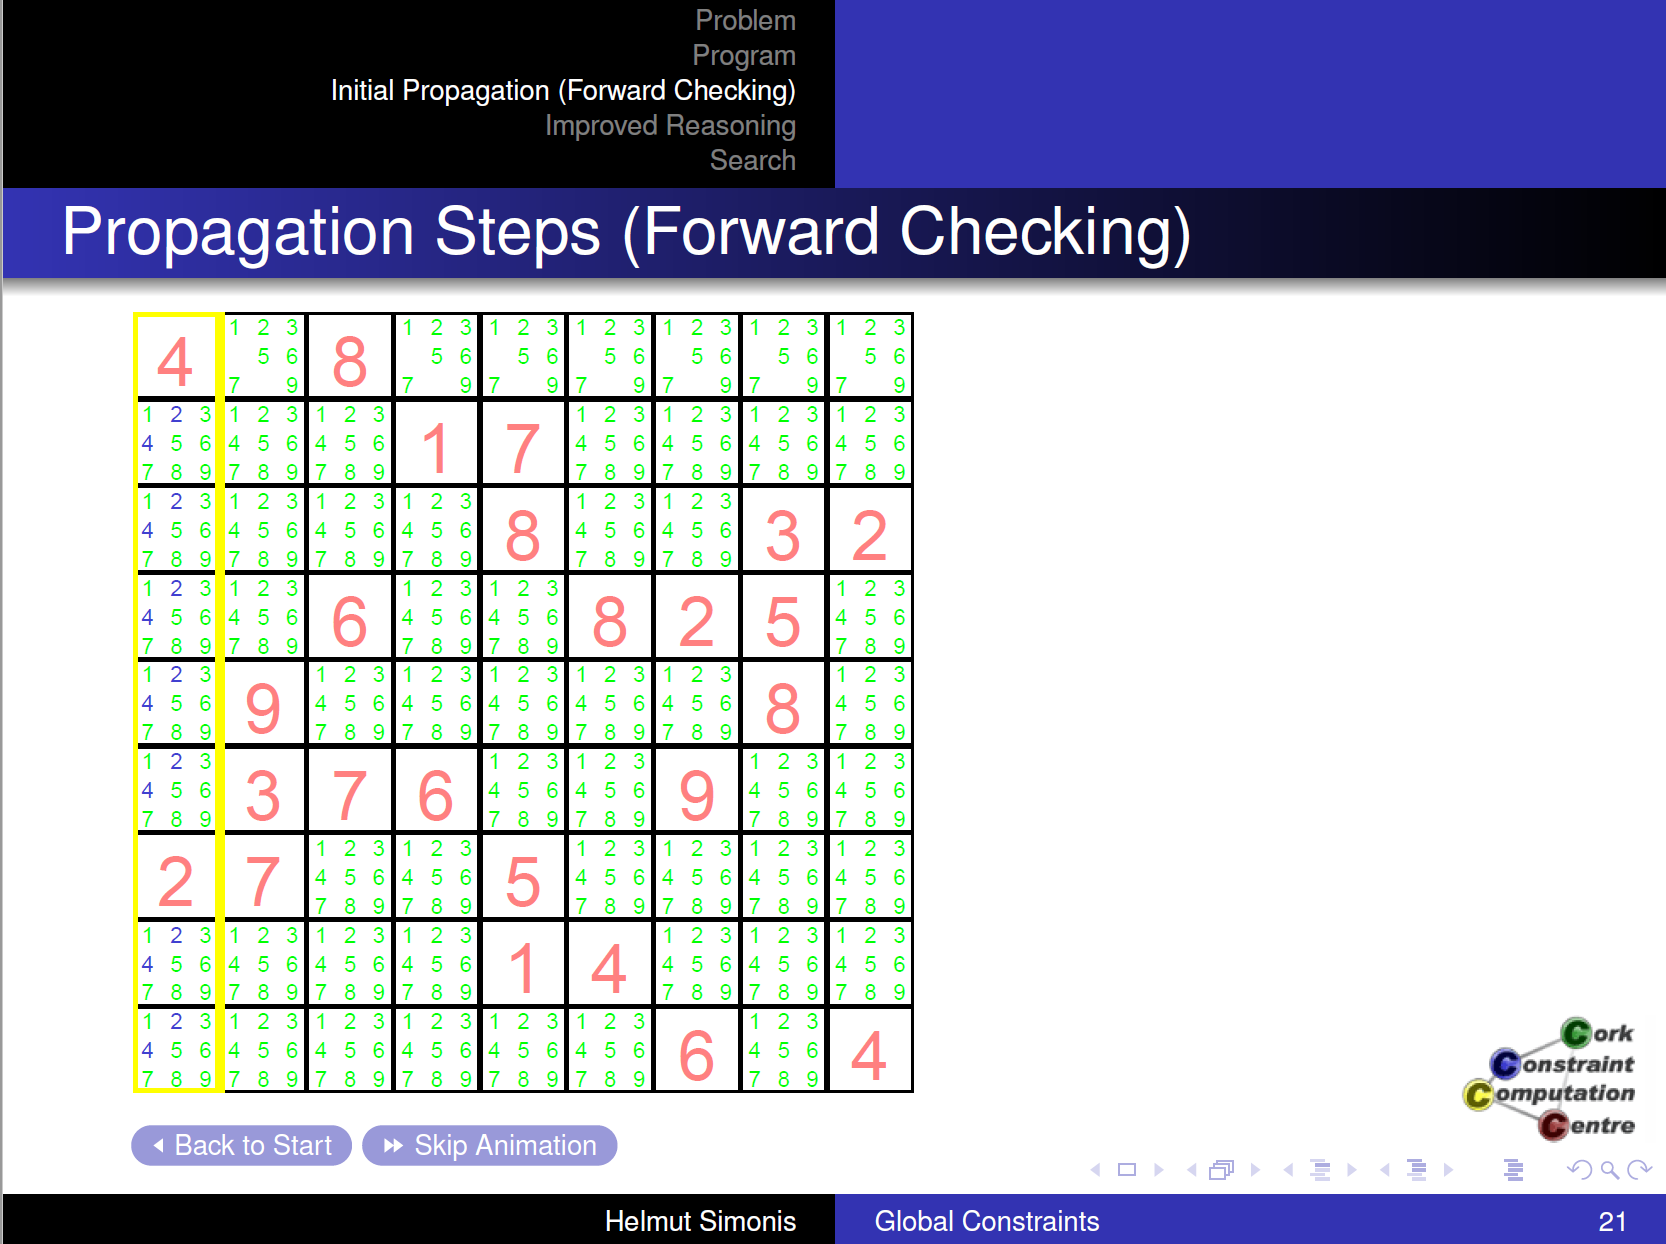 Problem
Program
Initial Propagation (Forward Checking)
Improved Reasoning
Search
Propagation Steps (Forward Checking)
1 2 3 1 2 3 1 2 3 1 2 3 1 2 3 1 2 3 1 2 3
4 5 6 8 5 6 5 6 5 6 5 6 5 6 5 6
7 9 7 9 7 9 7 9 7 9 7 9 7 9
1 2 3 1 2 3 1 2 3 1 2 3 1 2 3 1 2 3 1 2 3
4 5 6 4 5 6 4 5 6 1 7 4 5 6 4 5 6 4 5 6 4 5 6
7 8 9 7 8 9 7 8 9 7 8 9 7 8 9 7 8 9 7 8 9
1 2 3 1 2 3 1 2 3 1 2 3 1 2 3 1 2 3
4 5 6 4 5 6 4 5 6 4 5 6 8 4 5 6 4 5 6 3 2
7 8 9 7 8 9 7 8 9 7 8 9 7 8 9 7 8 9
1 2 3 1 2 3 1 2 3 1 2 3 1 2 3
4 5 6 4 5 6 6 4 5 6 4 5 6 8 2 5 4 5 6
7 8 9 7 8 9 7 8 9 7 8 9 7 8 9
1 2 3 1 2 3 1 2 3 1 2 3 1 2 3 1 2 3 1 2 3
4 5 6 9 4 5 6 4 5 6 4 5 6 4 5 6 4 5 6 8 4 5 6
7 8 9 7 8 9 7 8 9 7 8 9 7 8 9 7 8 9 7 8 9
1 2 3 1 2 3 1 2 3 1 2 3 1 2 3
4 5 6 3 7 6 4 5 6 4 5 6 9 4 5 6 4 5 6
7 8 9 7 8 9 7 8 9 7 8 9 7 8 9
1 2 3 1 2 3 1 2 3 1 2 3 1 2 3 1 2 3
2 7 4 5 6 4 5 6 5 4 5 6 4 5 6 4 5 6 4 5 6
7 8 9 7 8 9 7 8 9 7 8 9 7 8 9 7 8 9
1 2 3 1 2 3 1 2 3 1 2 3 1 2 3 1 2 3 1 2 3
4 5 6 4 5 6 4 5 6 4 5 6 1 4 4 5 6 4 5 6 4 5 6
7 8 9 7 8 9 7 8 9 7 8 9 7 8 9 7 8 9 7 8 9
1 2 3 1 2 3 1 2 3 1 2 3 1 2 3 1 2 3 1 2 3
4 5 6 4 5 6 4 5 6 4 5 6 4 5 6 4 5 6 6 4 5 6 4
7 8 9 7 8 9 7 8 9 7 8 9 7 8 9 7 8 9 7 8 9
Cork
Constraint
Computation
Centre
Back to Start Skip Animation
Helmut Simonis Global Constraints 21